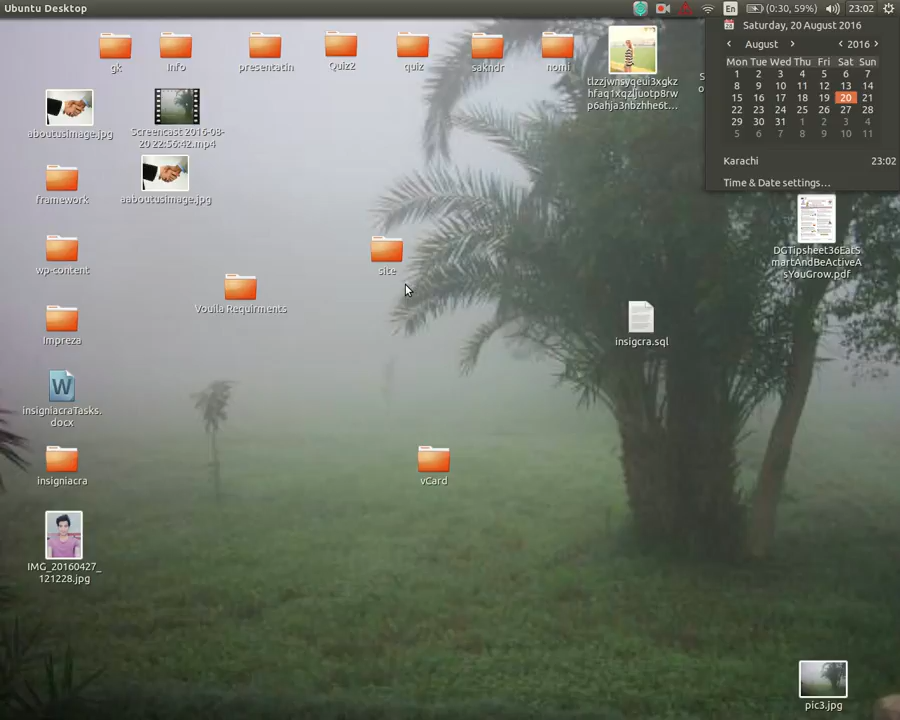 Ubuntu Desktop
En
(0:30, 59%)
23:02
Saturday, 20 August 2016
August
2016
Mon Tue Wed Thu Fri Sat Sun
1 2 3 4 5 6 7
8 9 10 11 12 13 14
15 16 17 18 19 20 21
22 23 24 25 26 27 28
29 30 31 1 2 3 4
5 6 7 8 9 10 11
Karachi 23:02
Time & Date settings...
gk
Info
presentatin
Quiz2
quiz
sakndr
nomi
aboutusimage.jpg
Screencast 2016-08-
20 22:56:42.mp4
framework
aaboutusimage.jpg
wp-content
site
DGTipsheet36EatS
martAndBeActiveA
sYouGrow.pdf
Vouila Requirments
Impreza
insigcra.sql
insigniacraTasks.
docx
insigniacra
vCard
IMG_20160427_
121228.jpg
pic3.jpg